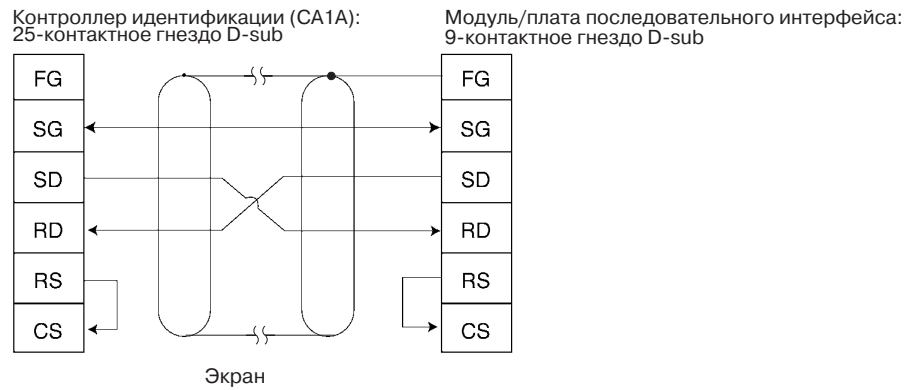 Контроллер идентификации (CA1A):
25-контактное гнездо D-sub
Модуль/плата последовательного интерфейса:
9-контактное гнездо D-sub
FG
FG
SG
SG
SD
SD
RD
RD
RS
RS
CS
CS
Экран